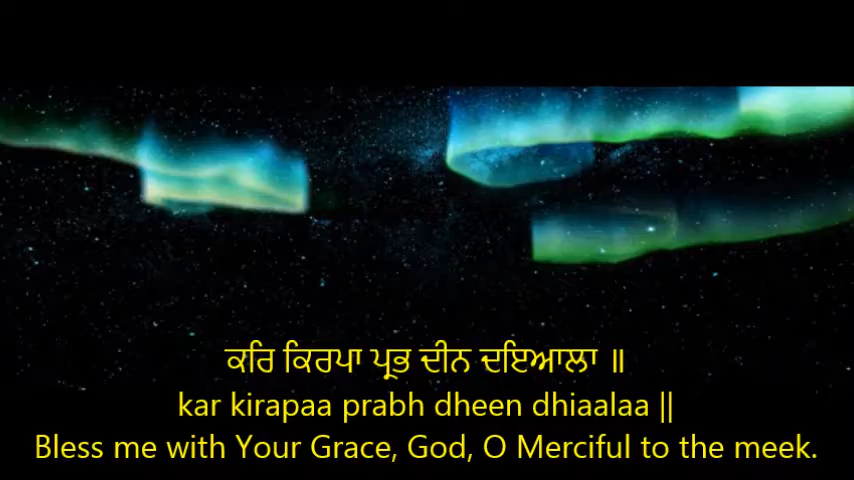 ਕਰਿ ਕਿਰਪਾ ਪ੍ਰਭ ਦੀਨ ਦਇਆਲਾ ॥
kar kirapaa prabh dheen dhiaalaa ||
Bless me with Your Grace, God, O Merciful to the meek.